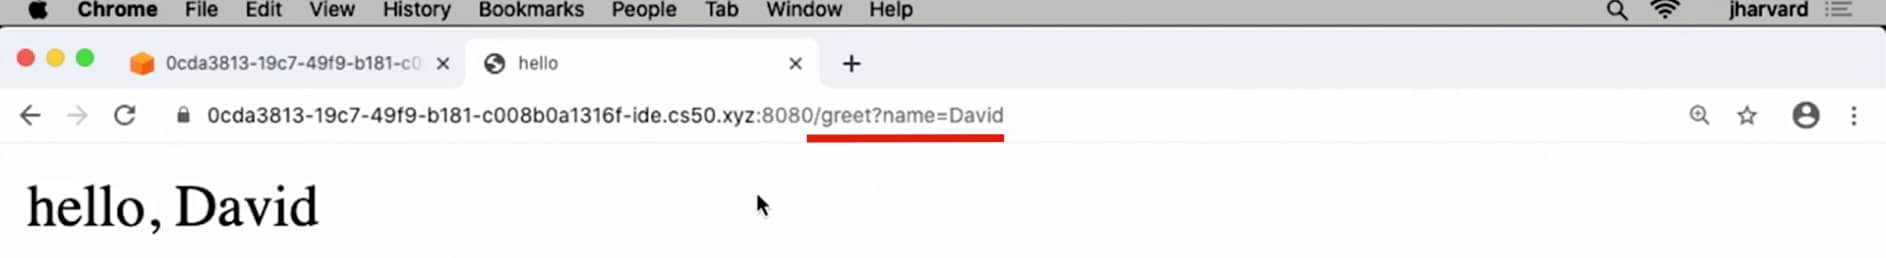 Chrome File Edit View History Bookmarks People Tab Window Help jharvard
0cda3813-19c7-49f9-b181-c0 hello
0cda3813-19c7-49f9-b181-c008b0a1316f-ide.cs50.xyz:8080/greet?name=David
hello, David